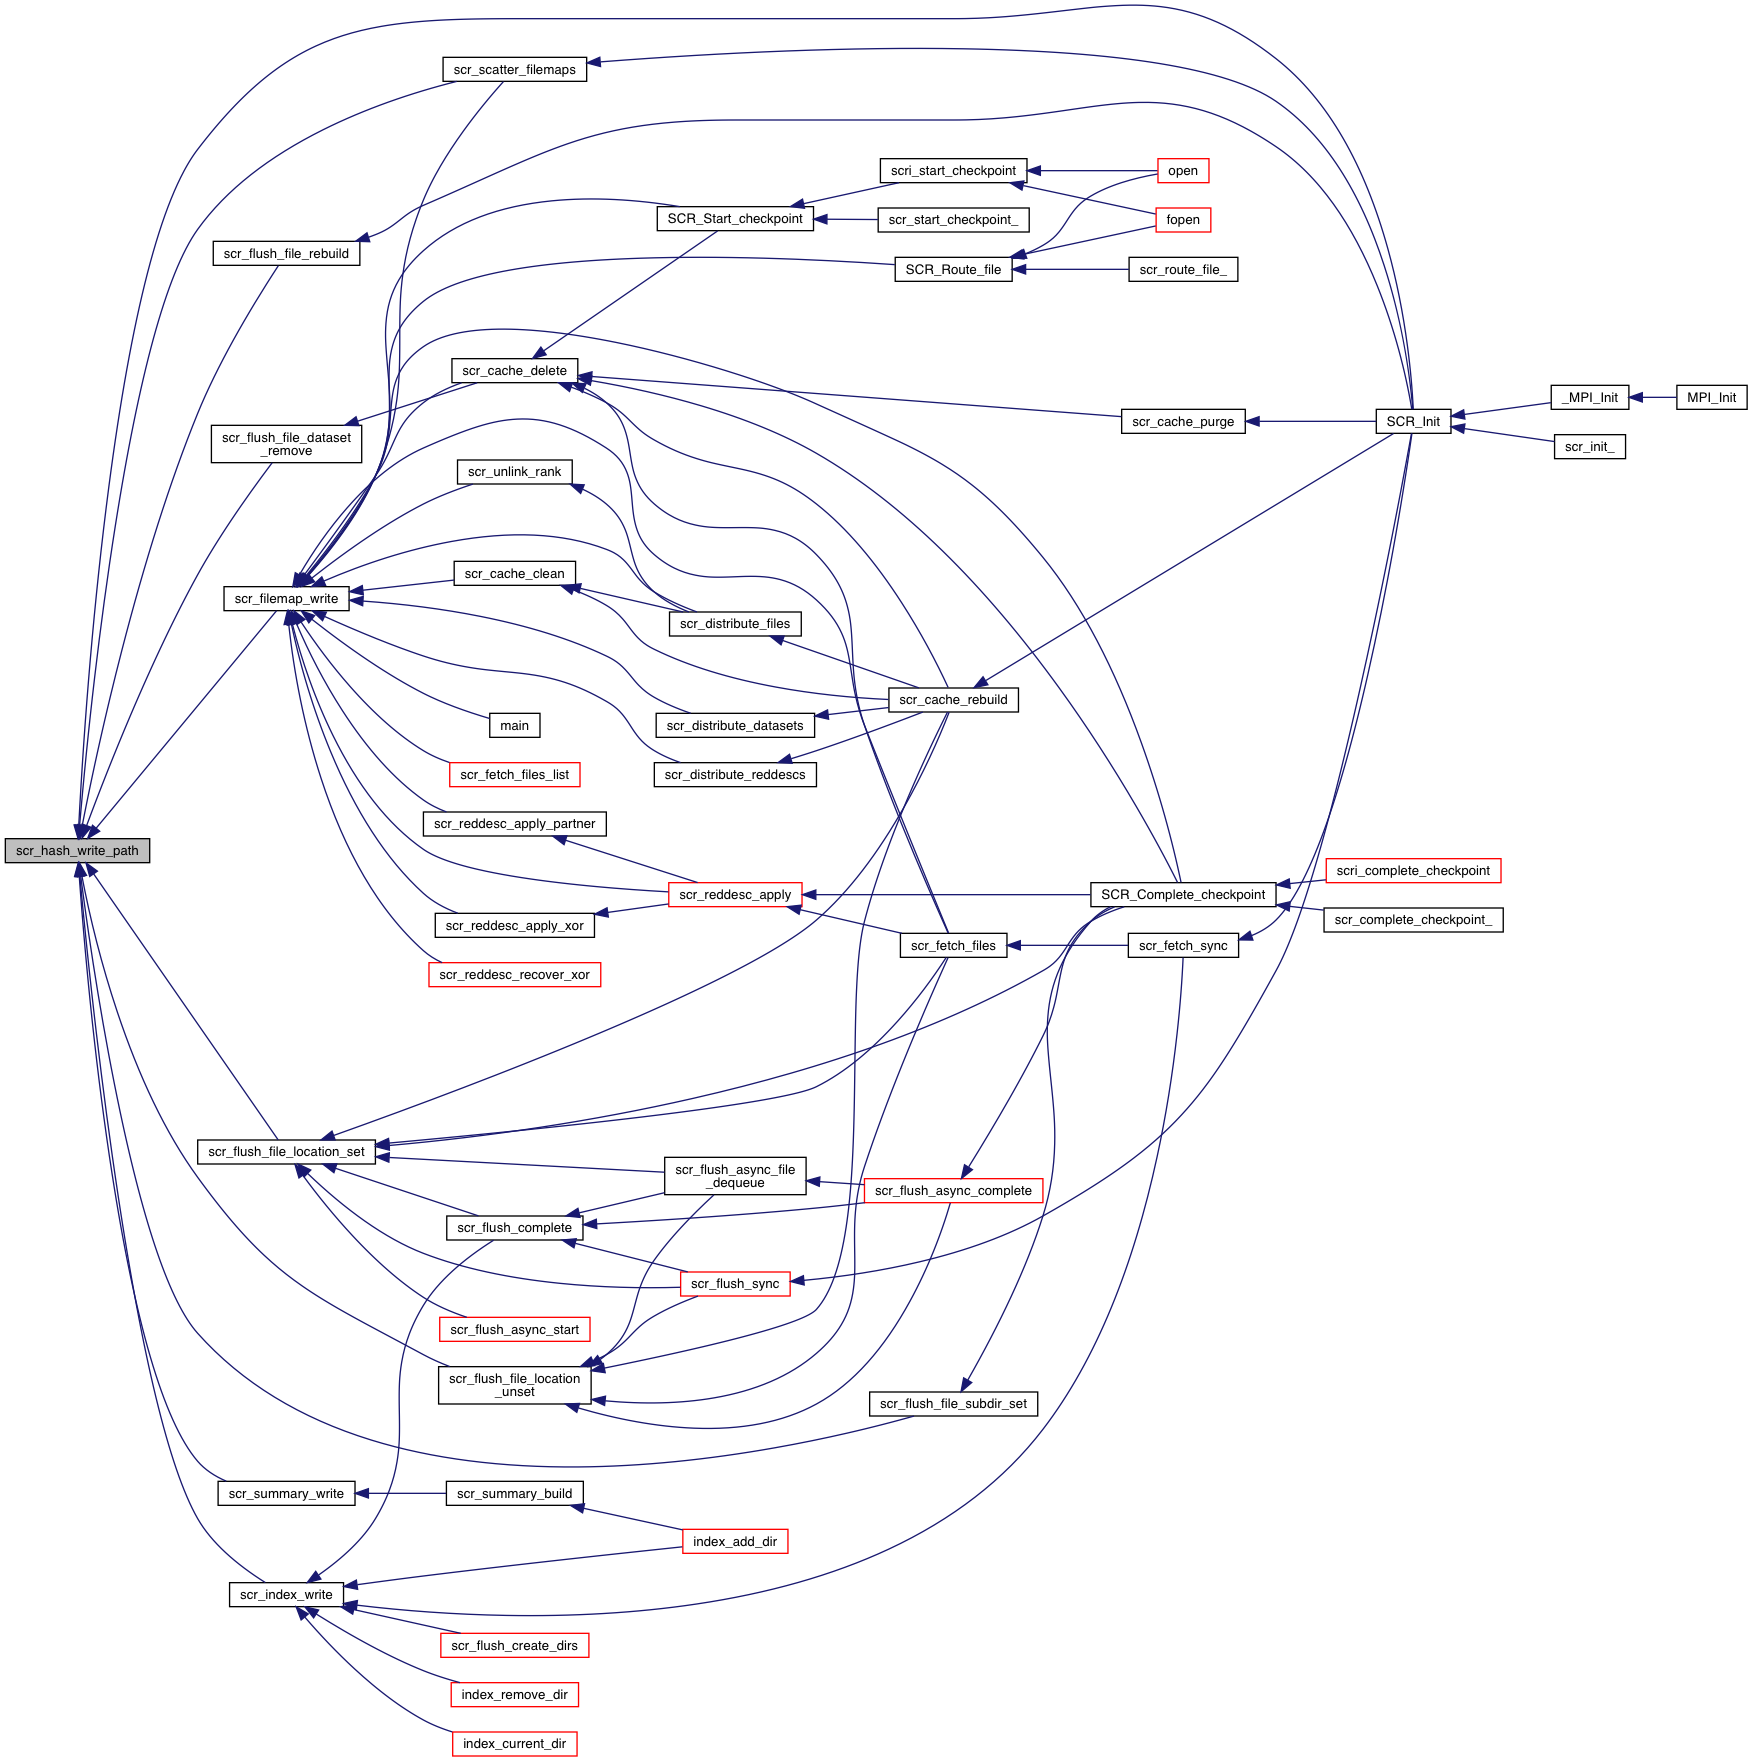 scr_scatter_filemaps
scri_start_checkpoint
open
SCR_Start_checkpoint
scr_start_checkpoint_
fopen
scr_flush_file_rebuild
SCR_Route_file
scr_route_file_
scr_cache_delete
_MPI_Init
MPI_Init
scr_cache_purge
SCR_Init
scr_flush_file_dataset
_remove
scr_init_
scr_unlink_rank
scr_cache_clean
scr_filemap_write
scr_distribute_files
scr_cache_rebuild
main
scr_distribute_datasets
scr_fetch_files_list
scr_distribute_reddescs
scr_reddesc_apply_partner
scr_hash_write_path
scri_complete_checkpoint
scr_reddesc_apply
SCR_Complete_checkpoint
scr_complete_checkpoint_
scr_reddesc_apply_xor
scr_fetch_files
scr_fetch_sync
scr_reddesc_recover_xor
scr_flush_file_location_set
scr_flush_async_file
_dequeue
scr_flush_async_complete
scr_flush_complete
scr_flush_sync
scr_flush_async_start
scr_flush_file_location
_unset
scr_flush_file_subdir_set
scr_summary_write
scr_summary_build
index_add_dir
scr_index_write
scr_flush_create_dirs
index_remove_dir
index_current_dir